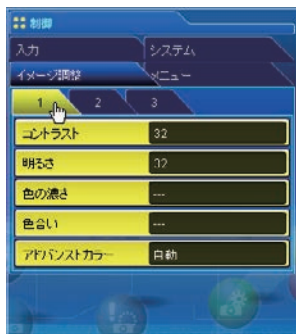 制御
入力 システム
イメージ調整 メニュー
1 2 3
コントラスト 32
明るさ 32
色の濃さ ---
色合い ---
アドバンストカラー 自動